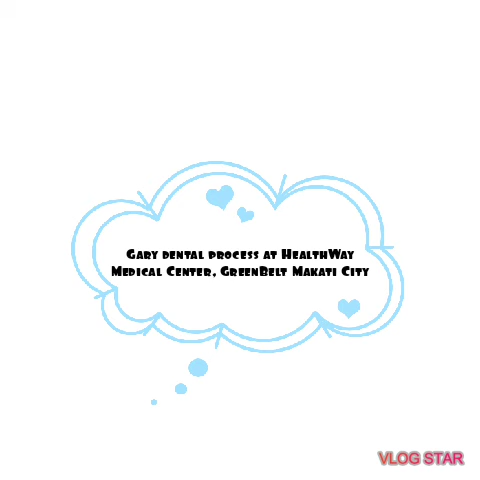 Gary dental process at HealthWay
Medical Center, GreenBelt Makati City
VLOG STAR